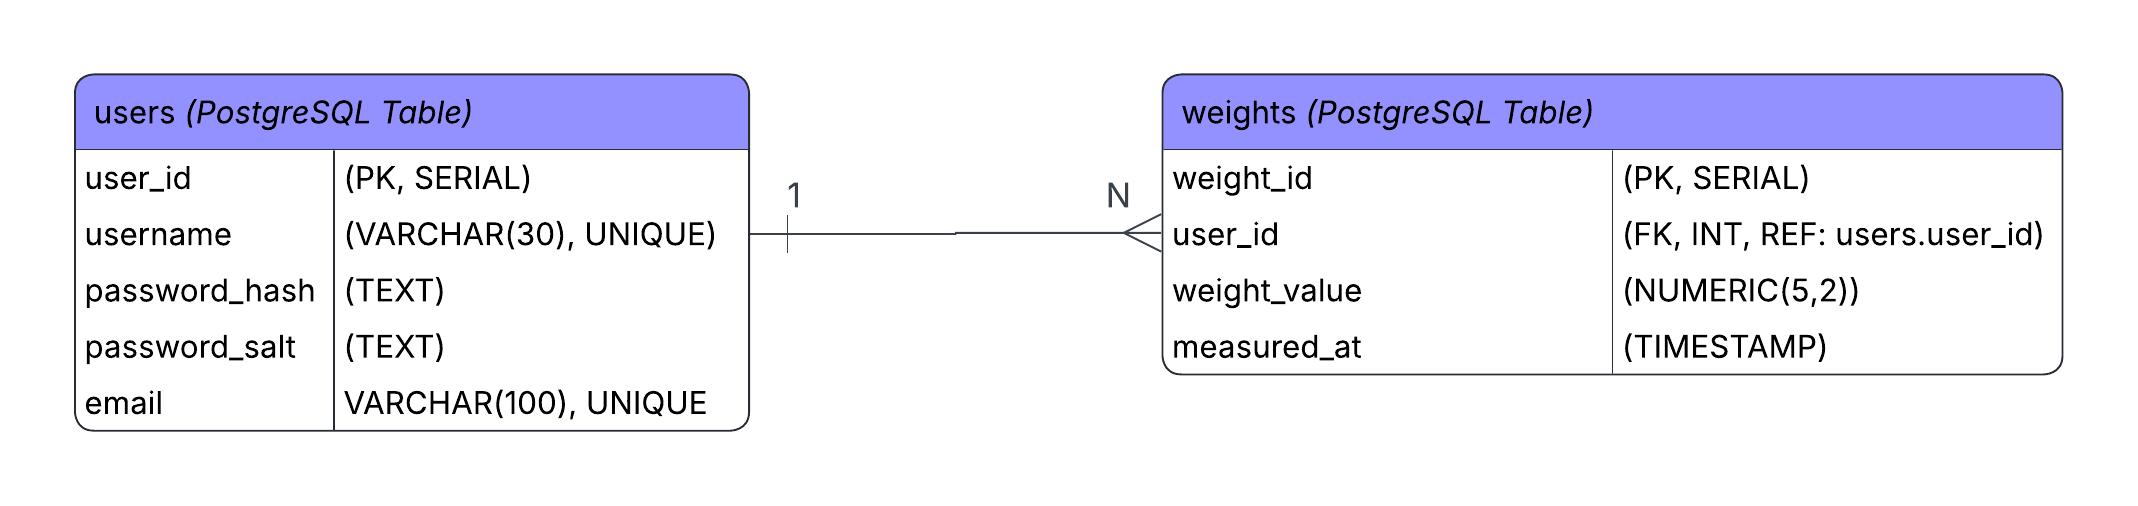 users (PostgreSQL Table)
user_id (PK, SERIAL)
username (VARCHAR(30), UNIQUE)
password_hash (TEXT)
password_salt (TEXT)
email VARCHAR(100), UNIQUE
1 N
weights (PostgreSQL Table)
weight_id (PK, SERIAL)
user_id (FK, INT, REF: users.user_id)
weight_value (NUMERIC(5,2))
measured_at (TIMESTAMP)